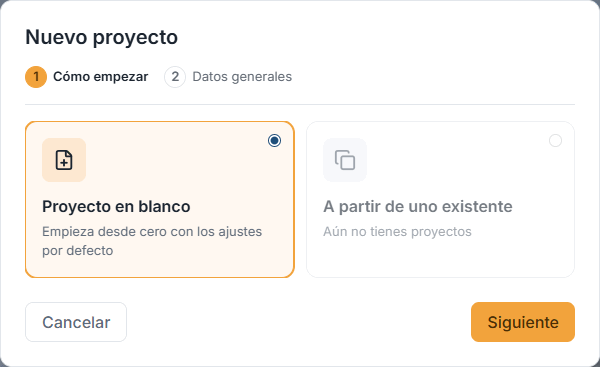 Nuevo proyecto
1 Cómo empezar 2 Datos generales
Proyecto en blanco
Empieza desde cero con los ajustes
por defecto
A partir de uno existente
Aún no tienes proyectos
Cancelar
Siguiente